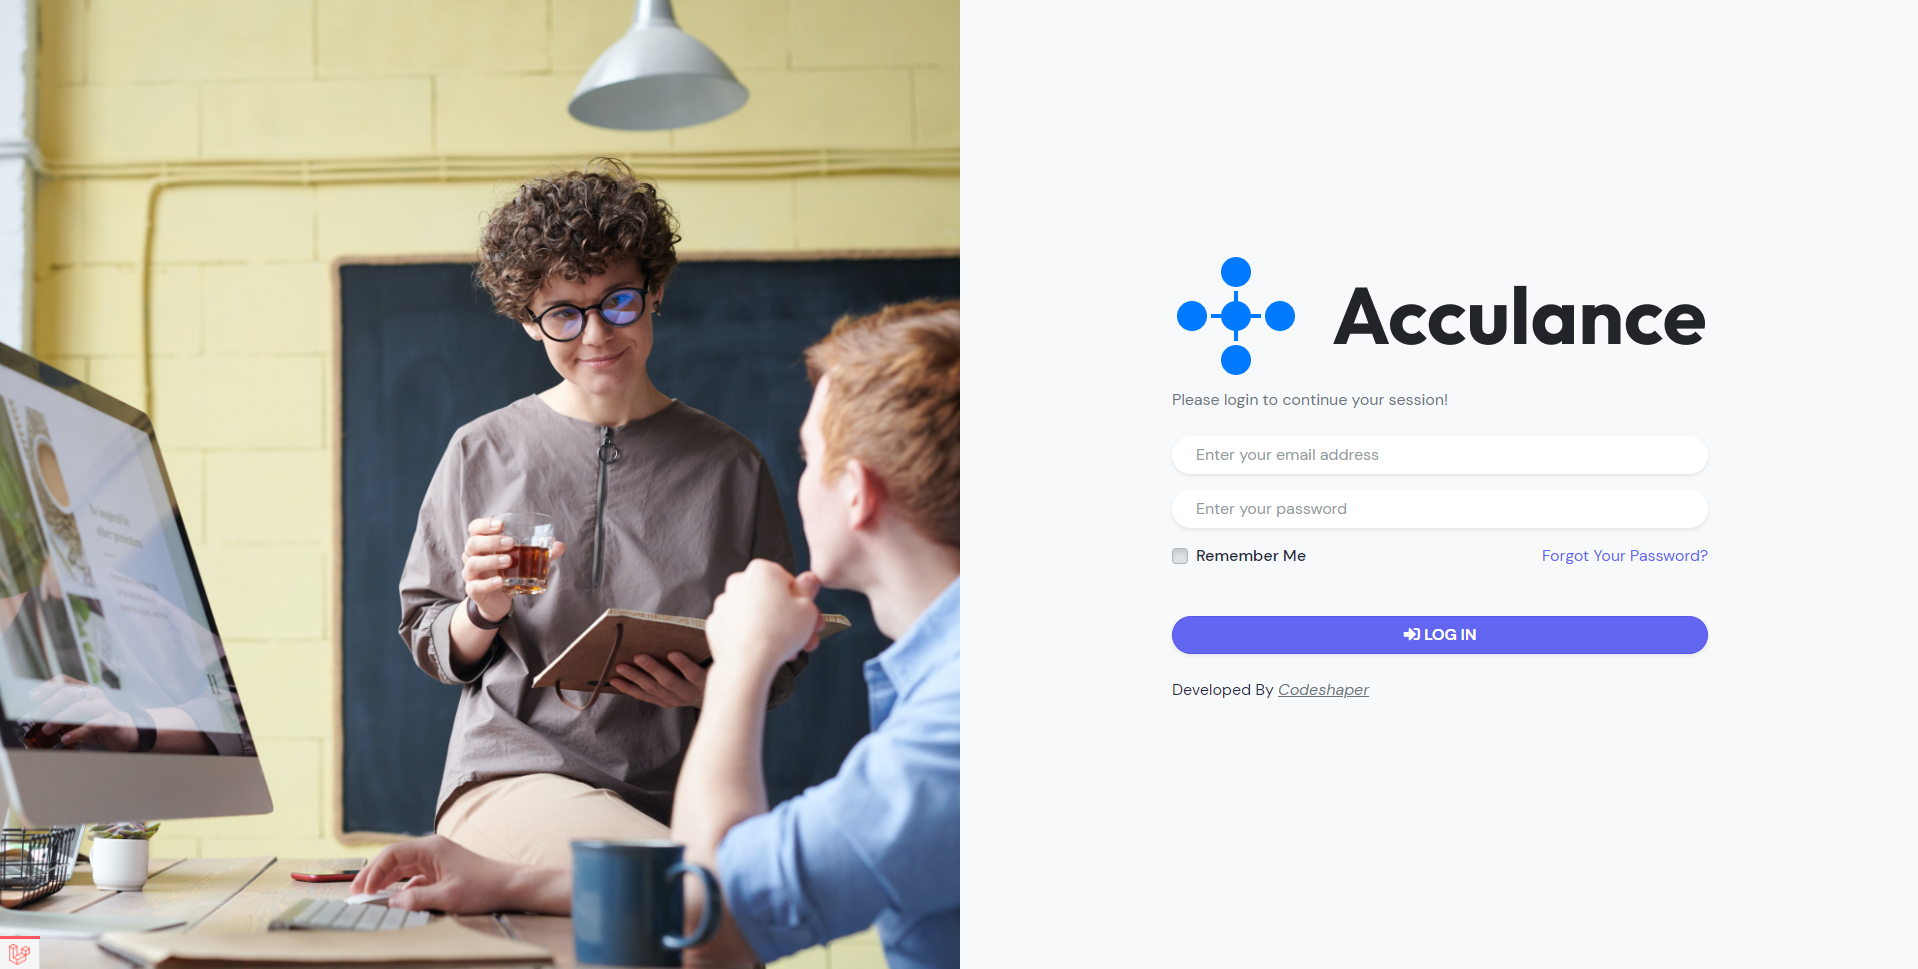 Acculance
Please login to continue your session!
Enter your email address
Enter your password
Remember Me
Forgot Your Password?
LOG IN
Developed By Codeshaper